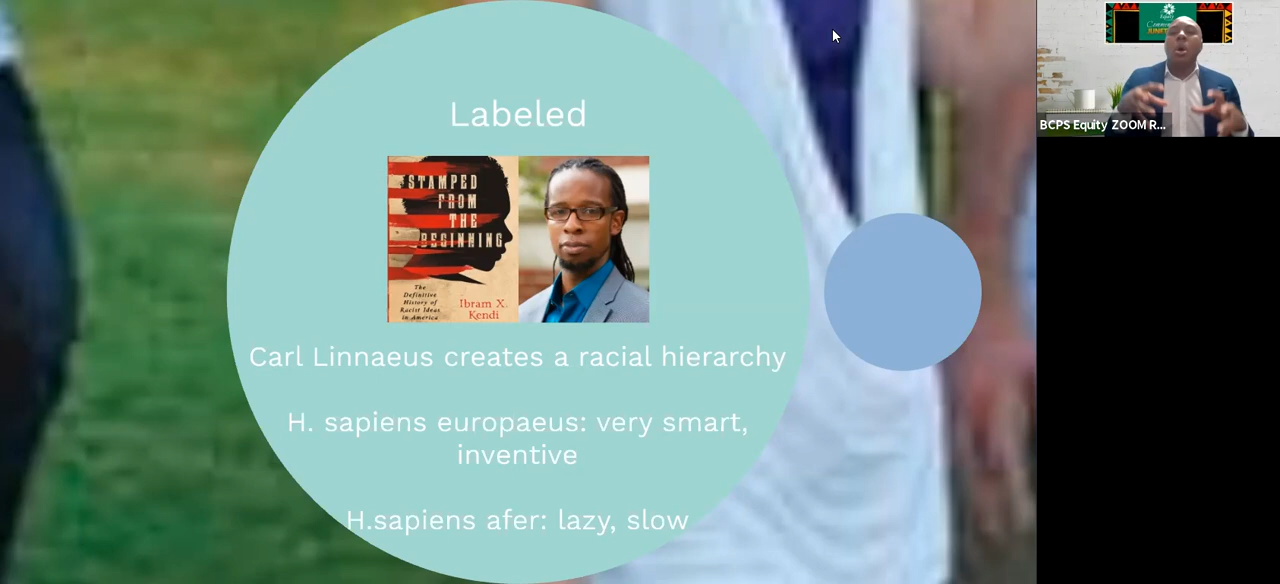 Labeled
STAMPED
FROM
THE
BEGINNING
The
Definitive
History of
Racist Ideas
in America
Ibram X.
Kendi
Carl Linnaeus creates a racial hierarchy
H. sapiens europaeus: very smart,
inventive
H.sapiens afer: lazy, slow
BCPS Equity ZOOM R...